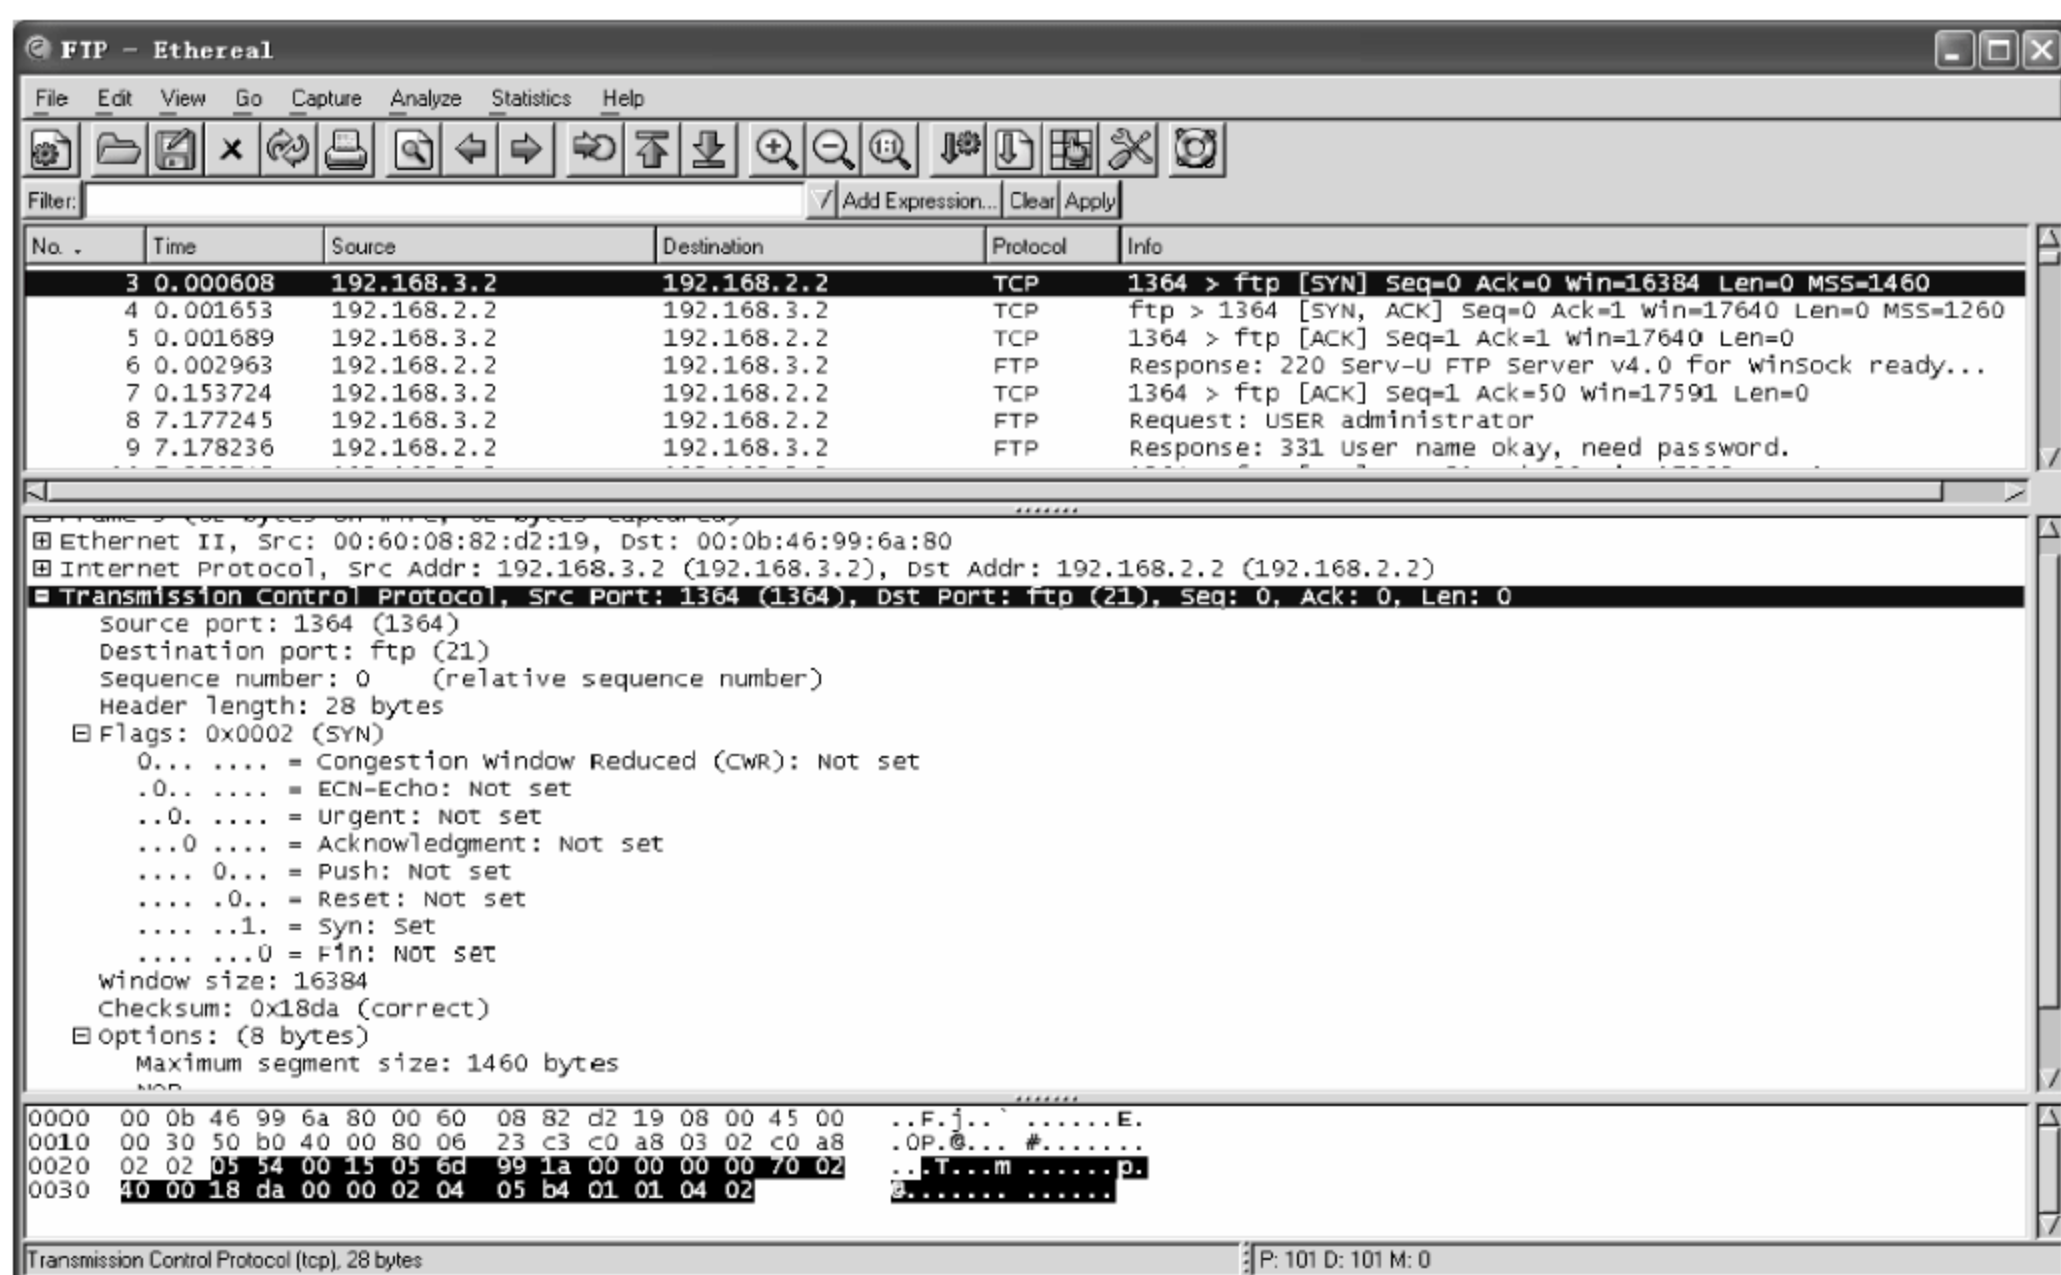 FTP - Ethereal
File Edit View Go Capture Analyze Statistics Help
Filter: Add Expression... Clear Apply
No. . Time Source Destination Protocol Info
3 0.000608 192.168.3.2 192.168.2.2 TCP 1364 > ftp [SYN] Seq=0 Ack=0 Win=16384 Len=0 MSS=1460
4 0.001653 192.168.2.2 192.168.3.2 TCP ftp > 1364 [SYN, ACK] Seq=0 Ack=1 Win=17640 Len=0 MSS=1260
5 0.001689 192.168.3.2 192.168.2.2 TCP 1364 > ftp [ACK] Seq=1 Ack=1 Win=17640 Len=0
6 0.002963 192.168.2.2 192.168.3.2 FTP Response: 220 Serv-U FTP Server v4.0 for WinSock ready...
7 0.153724 192.168.3.2 192.168.2.2 TCP 1364 > ftp [ACK] Seq=1 Ack=50 Win=17591 Len=0
8 7.177245 192.168.3.2 192.168.2.2 FTP Request: USER administrator
9 7.178236 192.168.2.2 192.168.3.2 FTP Response: 331 User name okay, need password.
Ethernet II, Src: 00:60:08:82:d2:19, Dst: 00:0b:46:99:6a:80
Internet Protocol, Src Addr: 192.168.3.2 (192.168.3.2), Dst Addr: 192.168.2.2 (192.168.2.2)
Transmission Control Protocol, Src Port: 1364 (1364), Dst Port: ftp (21), Seq: 0, Ack: 0, Len: 0
Source port: 1364 (1364)
Destination port: ftp (21)
Sequence number: 0 (relative sequence number)
Header length: 28 bytes
Flags: 0x0002 (SYN)
0... .... = Congestion Window Reduced (CWR): Not set
.0.. .... = ECN-Echo: Not set
..0. .... = Urgent: Not set
...0 .... = Acknowledgment: Not set
.... 0... = Push: Not set
.... .0.. = Reset: Not set
.... ..1. = Syn: Set
.... ...0 = Fin: Not set
Window size: 16384
Checksum: 0x18da (correct)
Options: (8 bytes)
Maximum segment size: 1460 bytes
0000 00 0b 46 99 6a 80 00 60 08 82 d2 19 08 00 45 00 ..F.j..` ......E.
0010 00 30 50 b0 40 00 80 06 23 c3 c0 a8 03 02 c0 a8 .0P.@... #.......
0020 02 02 05 54 00 15 05 6d 99 1a 00 00 00 00 70 02 ...T...m ......p.
0030 40 00 18 da 00 00 02 04 05 b4 01 01 04 02 @....... ......
Transmission Control Protocol (tcp), 28 bytes P: 101 D: 101 M: 0